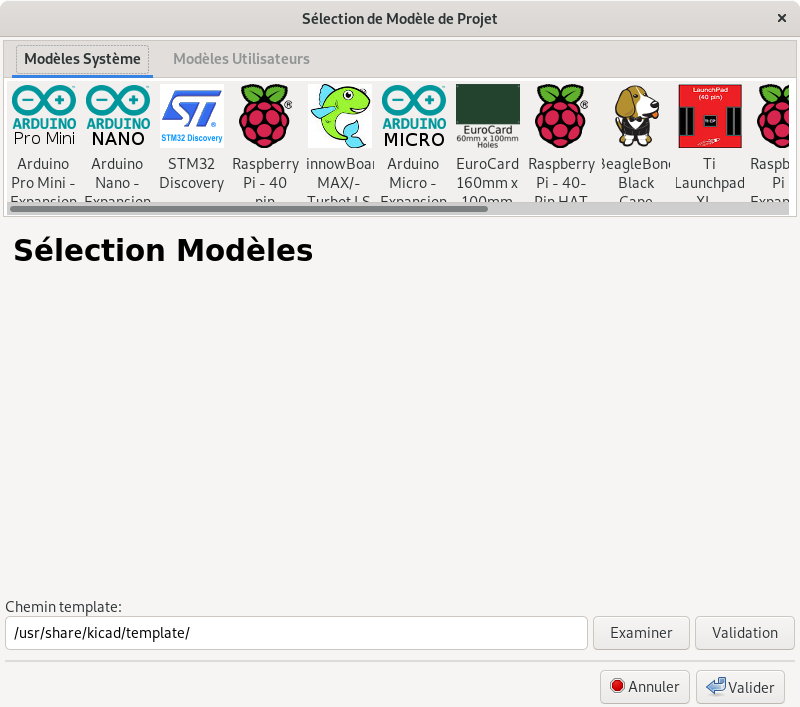 Sélection de Modèle de Projet
Modèles Système
Modèles Utilisateurs
ARDUINO
Pro Mini
Arduino
Pro Mini -
Expansion
ARDUINO
NANO
Arduino
Nano -
Expansion
STM32 Discovery
STM32
Discovery
Raspberry
Pi - 40
pin
innowBoar
MAX/-
Turbot LS
ARDUINO
MICRO
Arduino
Micro -
Expansion
EuroCard
60mm x 100mm
Holes
EuroCard
160mm x
100mm
Raspberry
Pi - 40-
Pin HAT
BeagleBone
Black
Cape
LaunchPad
(40 pin)
Ti
Launchpad
XL
Raspb
Pi
Expan
Sélection Modèles
Chemin template:
/usr/share/kicad/template/
Examiner
Validation
Annuler
Valider